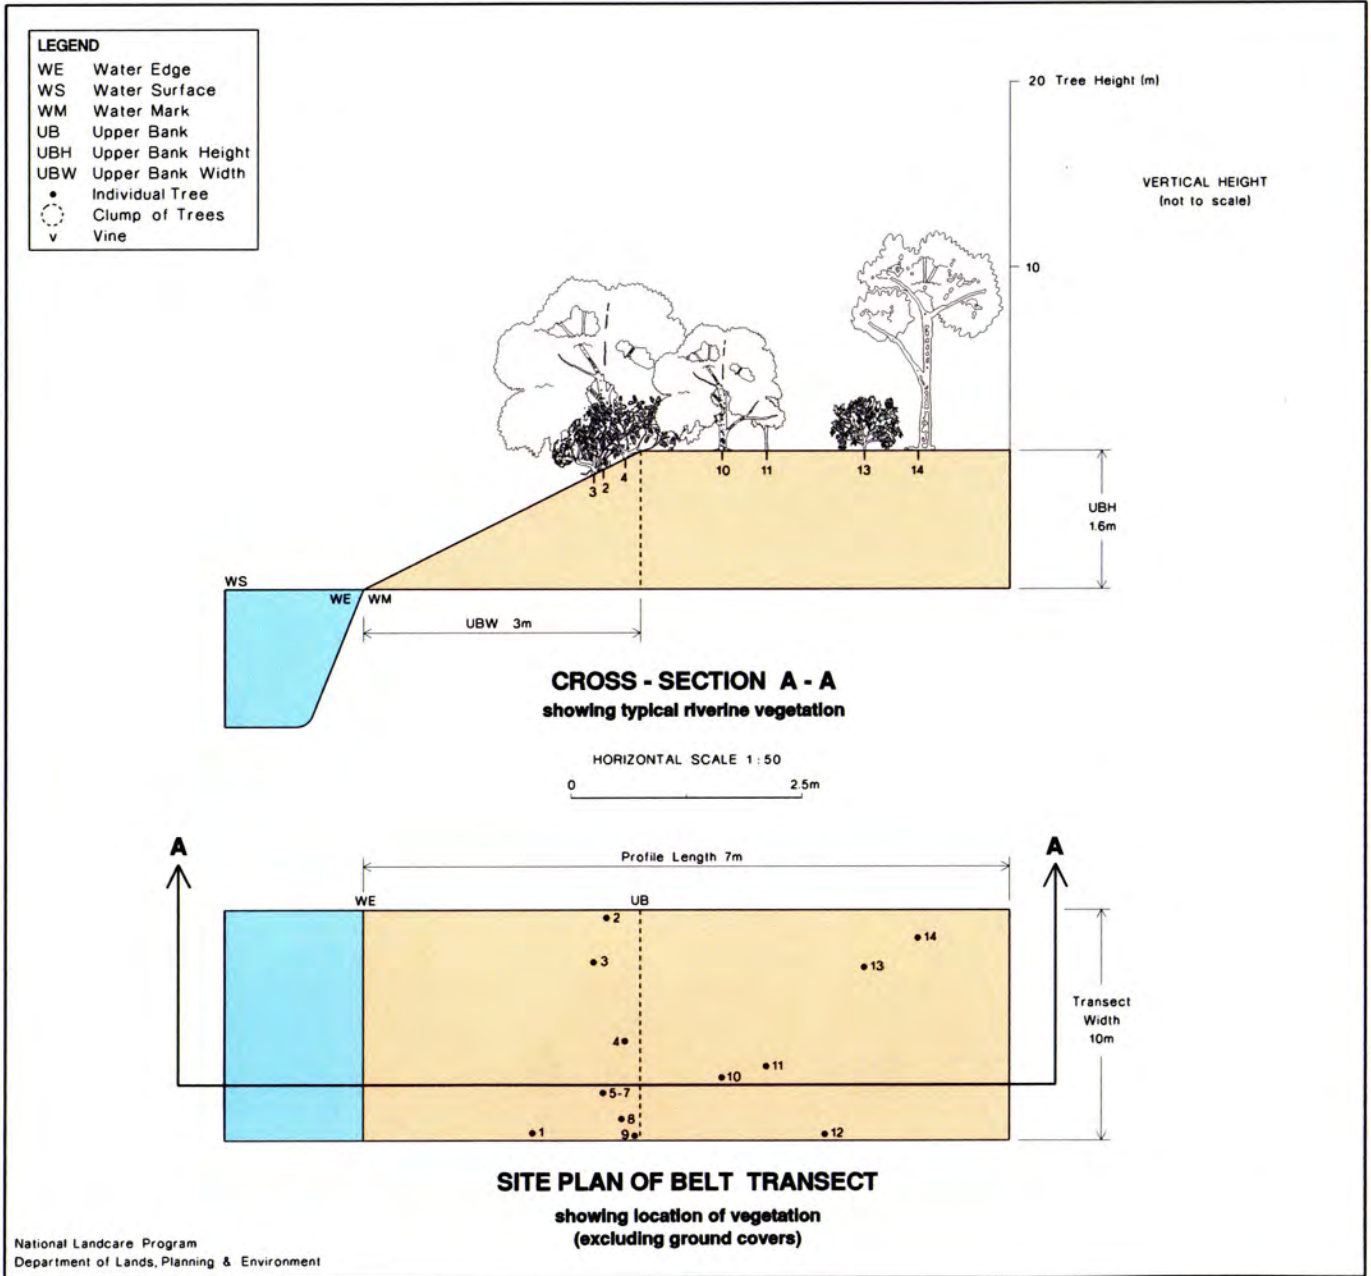 LEGEND
WE Water Edge
WS Water Surface
WM Water Mark
UB Upper Bank
UBH Upper Bank Height
UBW Upper Bank Width
Individual Tree
Clump of Trees
v Vine
20 Tree Height (m)
VERTICAL HEIGHT
(not to scale)
10
3 2 4 10 11 13 14
UBH
1.6m
WS
WE WM
UBW 3m
CROSS - SECTION A - A
showing typical riverine vegetation
HORIZONTAL SCALE 1 : 50
0 2.5m
A A
Profile Length 7m
WE UB
2
14
3
13
Transect
Width
10m
4
11
10
5-7
8
1 9 12
SITE PLAN OF BELT TRANSECT
showing location of vegetation
(excluding ground covers)
National Landcare Program
Department of Lands, Planning & Environment